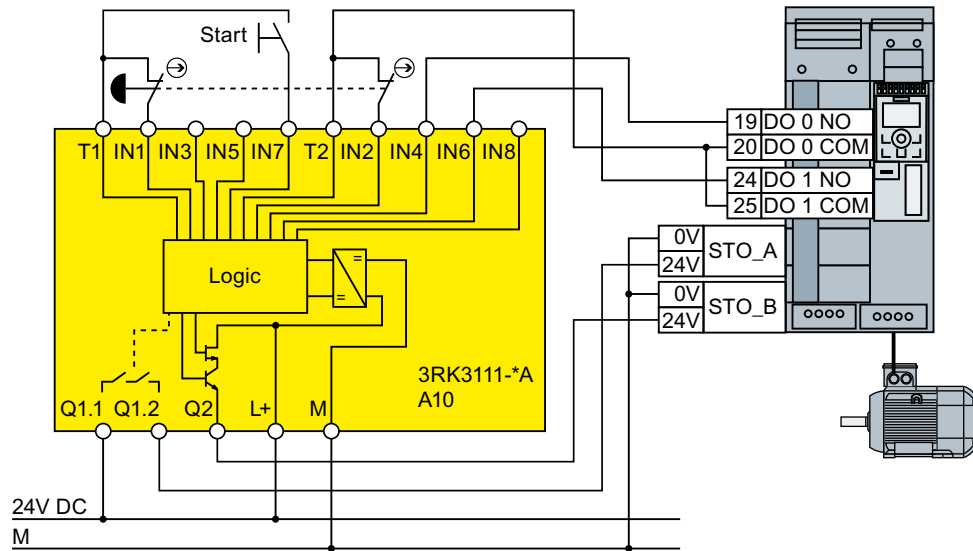 Start
T1 IN1 IN3 IN5 IN7 T2 IN2 IN4 IN6 IN8
19 DO 0 NO
20 DO 0 COM
24 DO 1 NO
25 DO 1 COM
0V
24V
STO_A
0V
24V
STO_B
Logic
=
=
3RK3111-*A
A10
Q1.1 Q1.2 Q2 L+ M
24V DC
M